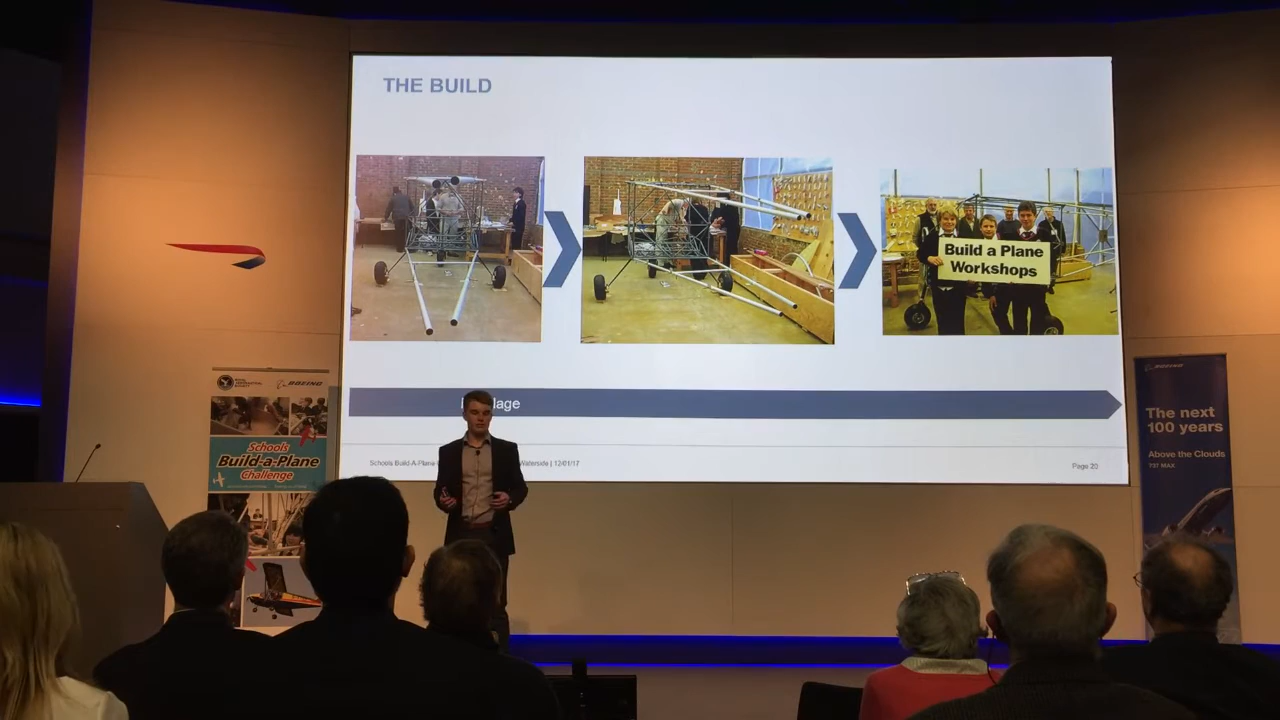 THE BUILD
Build a Plane
Workshops
lage
Schools Build-A-Plane
Waterside | 12/01/17
Page 20
BOEING
Schools
Build-a-Plane
Challenge
BOEING
The next
100 years
Above the Clouds
737 MAX